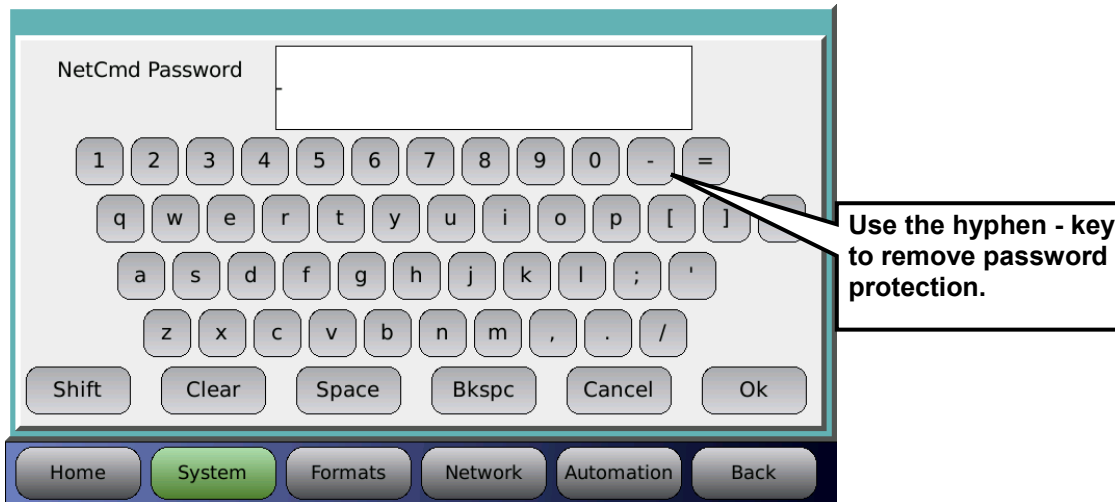 NetCmd Password
-
1 2 3 4 5 6 7 8 9 0 - =
q w e r t y u i o p [ ]
a s d f g h j k l ; '
z x c v b n m , . /
Shift Clear Space Bkspc Cancel Ok
Home System Formats Network Automation Back
Use the hyphen - key
to remove password
protection.